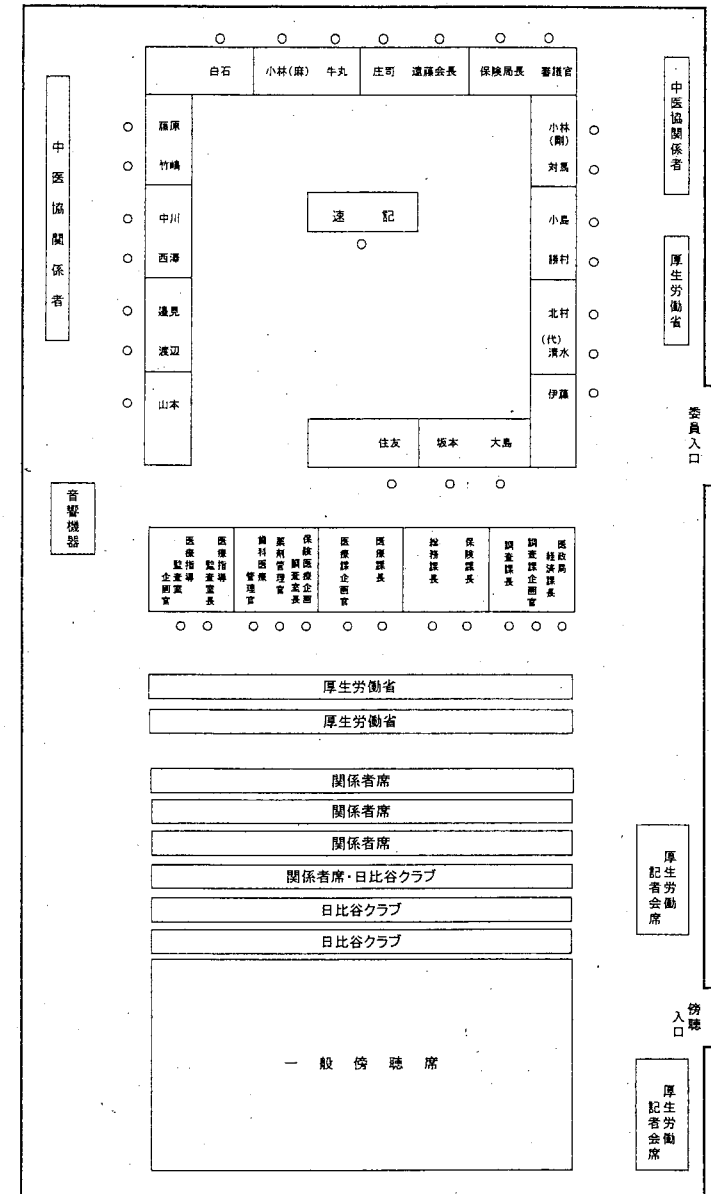 白石 小林(麻) 牛丸 庄司 遠藤会長 保険局長 審議官
中医協関係者
藤原
竹嶋
中川
西澤
邉見
渡辺
山本
速記
小林
(剛)
対馬
小島
勝村
北村
(代)
清水
伊藤
中医協関係者
厚生労働省
委員入口
住友 坂本 大島
音響機器
医療指導
監査室
企画官
医療指導
監査室長
歯科医療
管理官
薬剤管理官
保険医療企画
調査室長
医療課企画官
医療課長
総務課長
保険課長
調査課長
調査課企画官
医政局
経済課長
厚生労働省
厚生労働省
関係者席
関係者席
関係者席
関係者席・日比谷クラブ
日比谷クラブ
日比谷クラブ
厚生労働
記者会席
傍聴
入口
一般傍聴席
厚生労働
記者会席